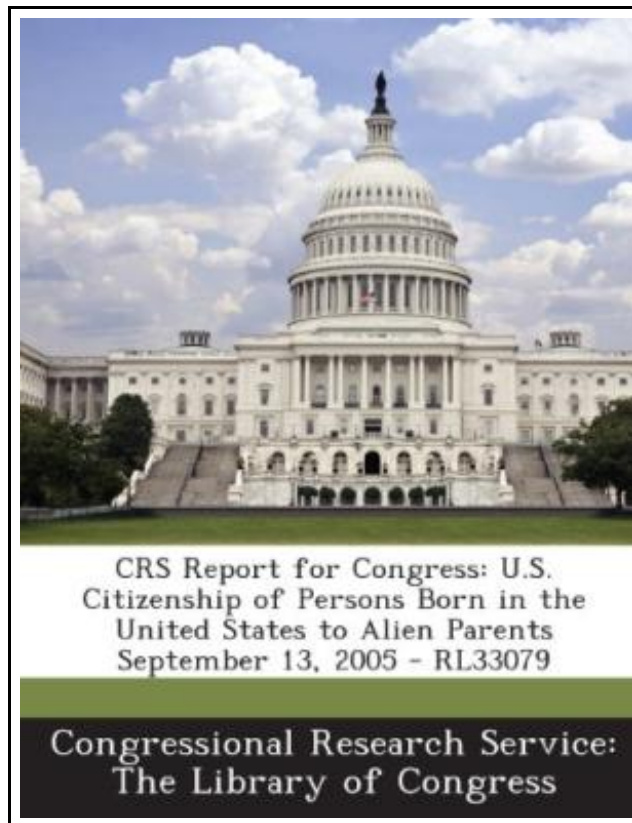 CRS Report for Congress: U.S.
Citizenship of Persons Born in the
United States to Alien Parents
September 13, 2005 - RL33079
Congressional Research Service:
The Library of Congress